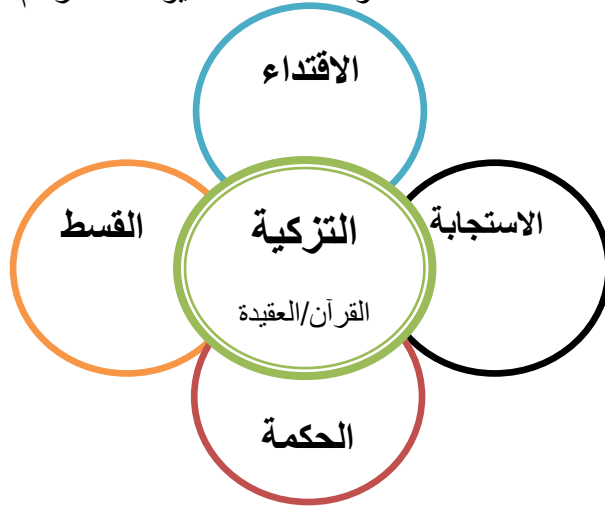 الاقتداء
الاستجابة
التزكية
القسط
القرآن/العقيدة
الحكمة